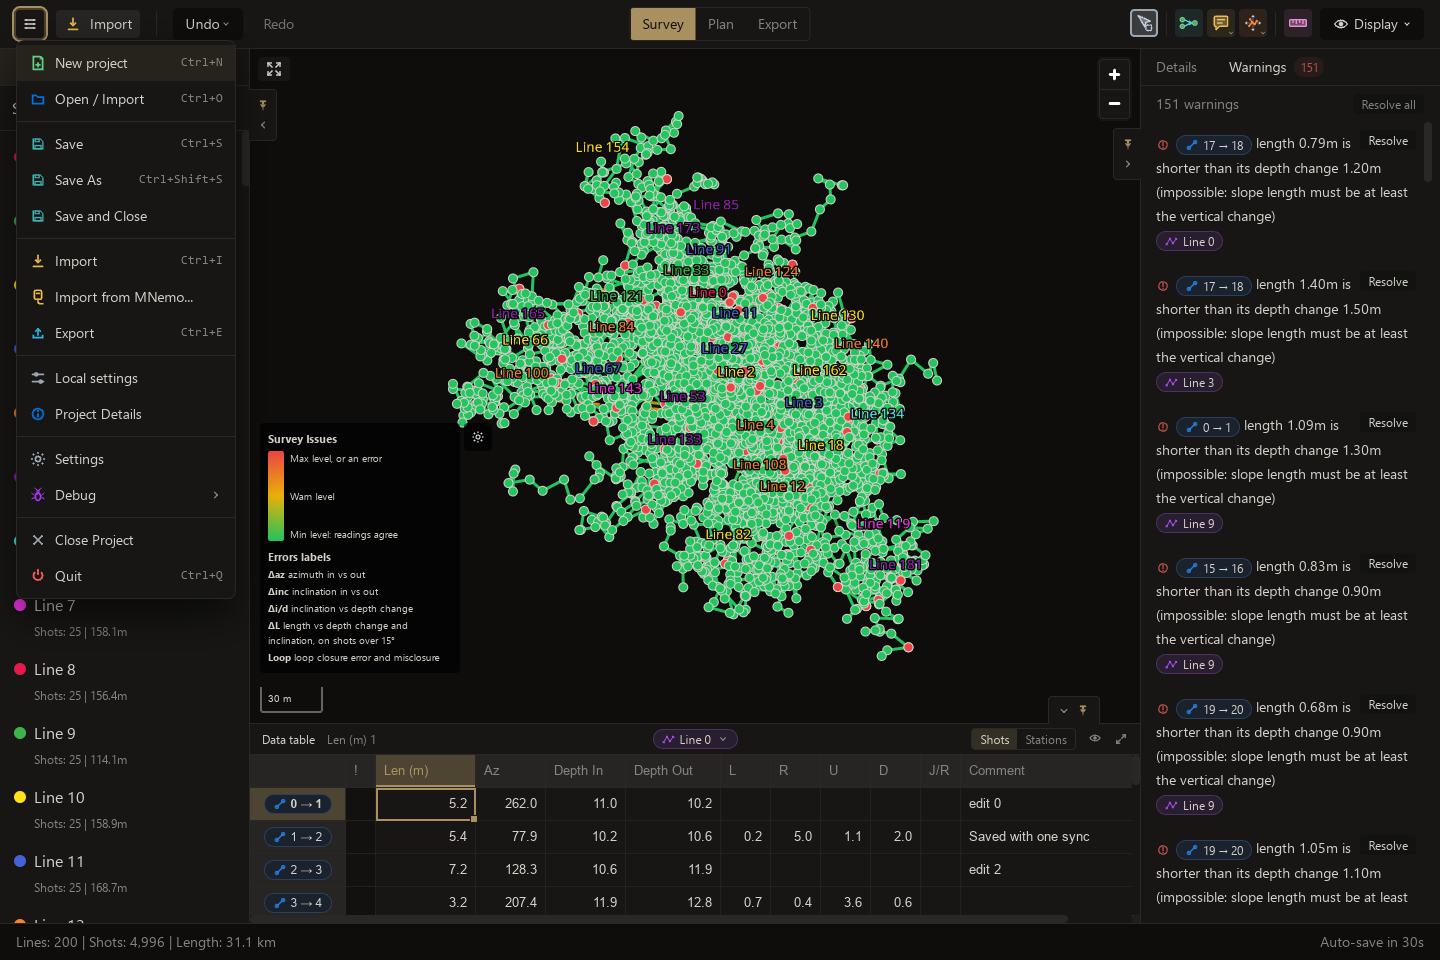 Import
Undo
Redo
Survey
Plan
Export
Display
New project Ctrl+N
Open / Import Ctrl+O
Save Ctrl+S
Save As Ctrl+Shift+S
Save and Close
Import Ctrl+I
Import from MNemo...
Export Ctrl+E
Local settings
Project Details
Settings
Debug
Close Project
Quit Ctrl+Q
Line 7
Shots: 25 | 158.1m
Line 8
Shots: 25 | 156.4m
Line 9
Shots: 25 | 114.1m
Line 10
Shots: 25 | 158.9m
Line 11
Shots: 25 | 168.7m
Line 154
Line 85
Line 173
Line 91
Line 33
Line 124
Line 121
Line 0
Line 165
Line 11
Line 130
Line 84
Line 66
Line 140
Line 27
Line 67
Line 100
Line 2
Line 162
Line 143
Line 53
Line 3
Line 134
Line 4
Line 133
Line 18
Line 108
Line 12
Line 119
Line 82
Line 181
Survey Issues
Max level, or an error
Warn level
Min level: readings agree
Errors labels
Δaz azimuth in vs out
Δinc inclination in vs out
Δi/d inclination vs depth change
ΔL length vs depth change and
inclination, on shots over 15°
Loop loop closure error and misclosure
30 m
Data table Len (m) 1
Line 0
Shots
Stations
! Len (m) Az Depth In Depth Out L R U D J/R Comment
0→1 5.2 262.0 11.0 10.2 edit 0
1→2 5.4 77.9 10.2 10.6 0.2 5.0 1.1 2.0 Saved with one sync
2→3 7.2 128.3 10.6 11.9 edit 2
3→4 3.2 207.4 11.9 12.8 0.7 0.4 3.6 0.6
Details
Warnings 151
151 warnings
Resolve all
17→18 length 0.79m is Resolve
shorter than its depth change 1.20m
(impossible: slope length must be at least
the vertical change)
Line 0
17→18 length 1.40m is Resolve
shorter than its depth change 1.50m
(impossible: slope length must be at least
the vertical change)
Line 3
0→1 length 1.09m is Resolve
shorter than its depth change 1.30m
(impossible: slope length must be at least
the vertical change)
Line 9
15→16 length 0.83m is Resolve
shorter than its depth change 0.90m
(impossible: slope length must be at least
the vertical change)
Line 9
19→20 length 0.68m is Resolve
shorter than its depth change 0.90m
(impossible: slope length must be at least
the vertical change)
Line 9
19→20 length 1.05m is Resolve
shorter than its depth change 1.10m
(impossible: slope length must be at least
Lines: 200 | Shots: 4,996 | Length: 31.1 km
Auto-save in 30s